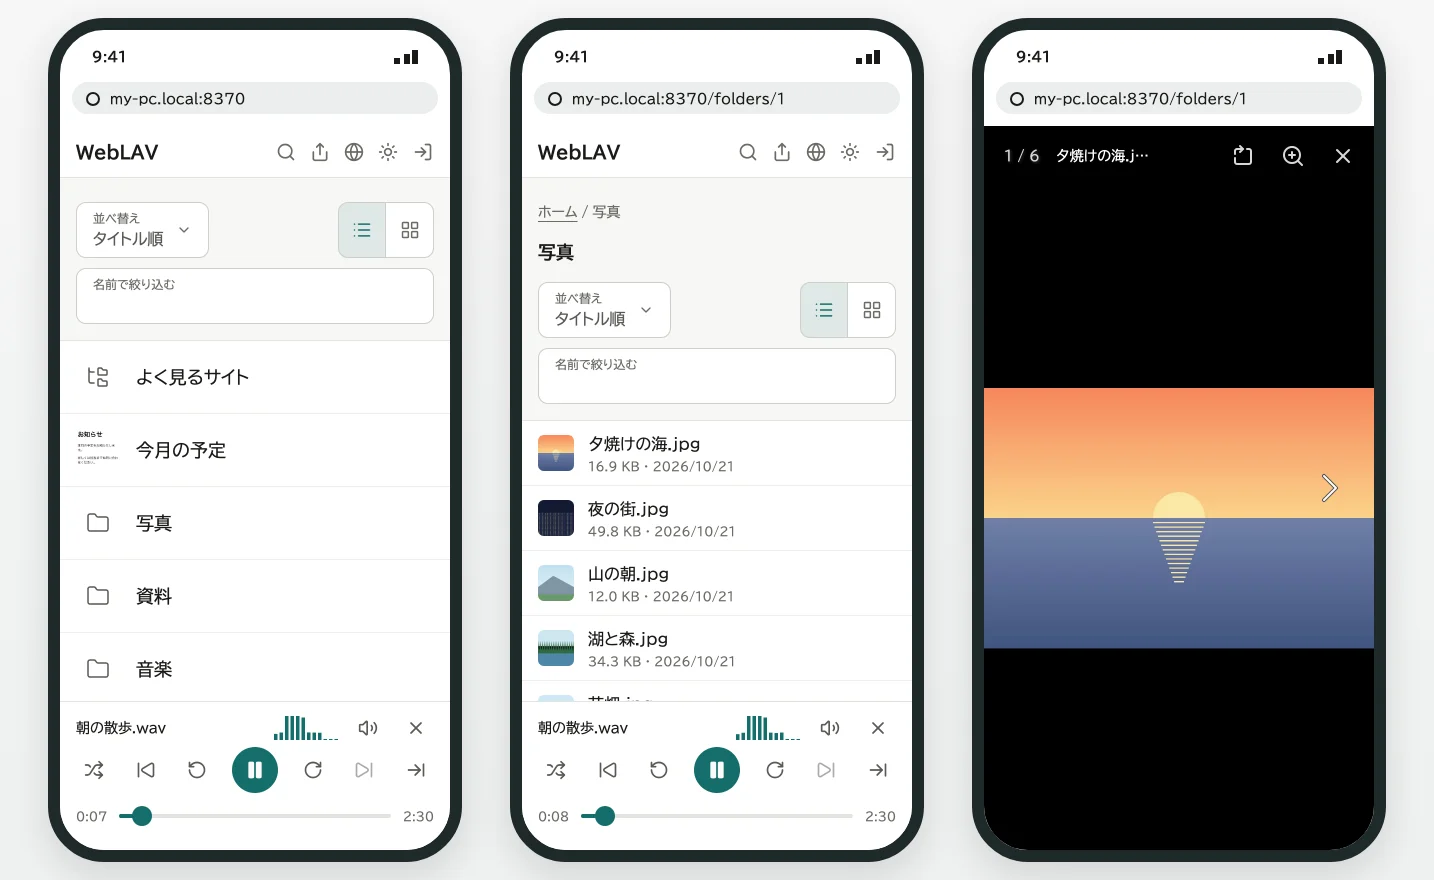 9:41
my-pc.local:8370
WebLAV
並べ替え
タイトル順
名前で絞り込む
よく見るサイト
お知らせ
今月の予定
写真
資料
音楽
朝の散歩.wav
0:07
2:30
9:41
my-pc.local:8370/folders/1
WebLAV
ホーム / 写真
写真
並べ替え
タイトル順
名前で絞り込む
夕焼けの海.jpg
16.9 KB・2026/10/21
夜の街.jpg
49.8 KB・2026/10/21
山の朝.jpg
12.0 KB・2026/10/21
湖と森.jpg
34.3 KB・2026/10/21
朝の散歩.wav
0:08
2:30
9:41
my-pc.local:8370/folders/1
1 / 6 夕焼けの海.j…